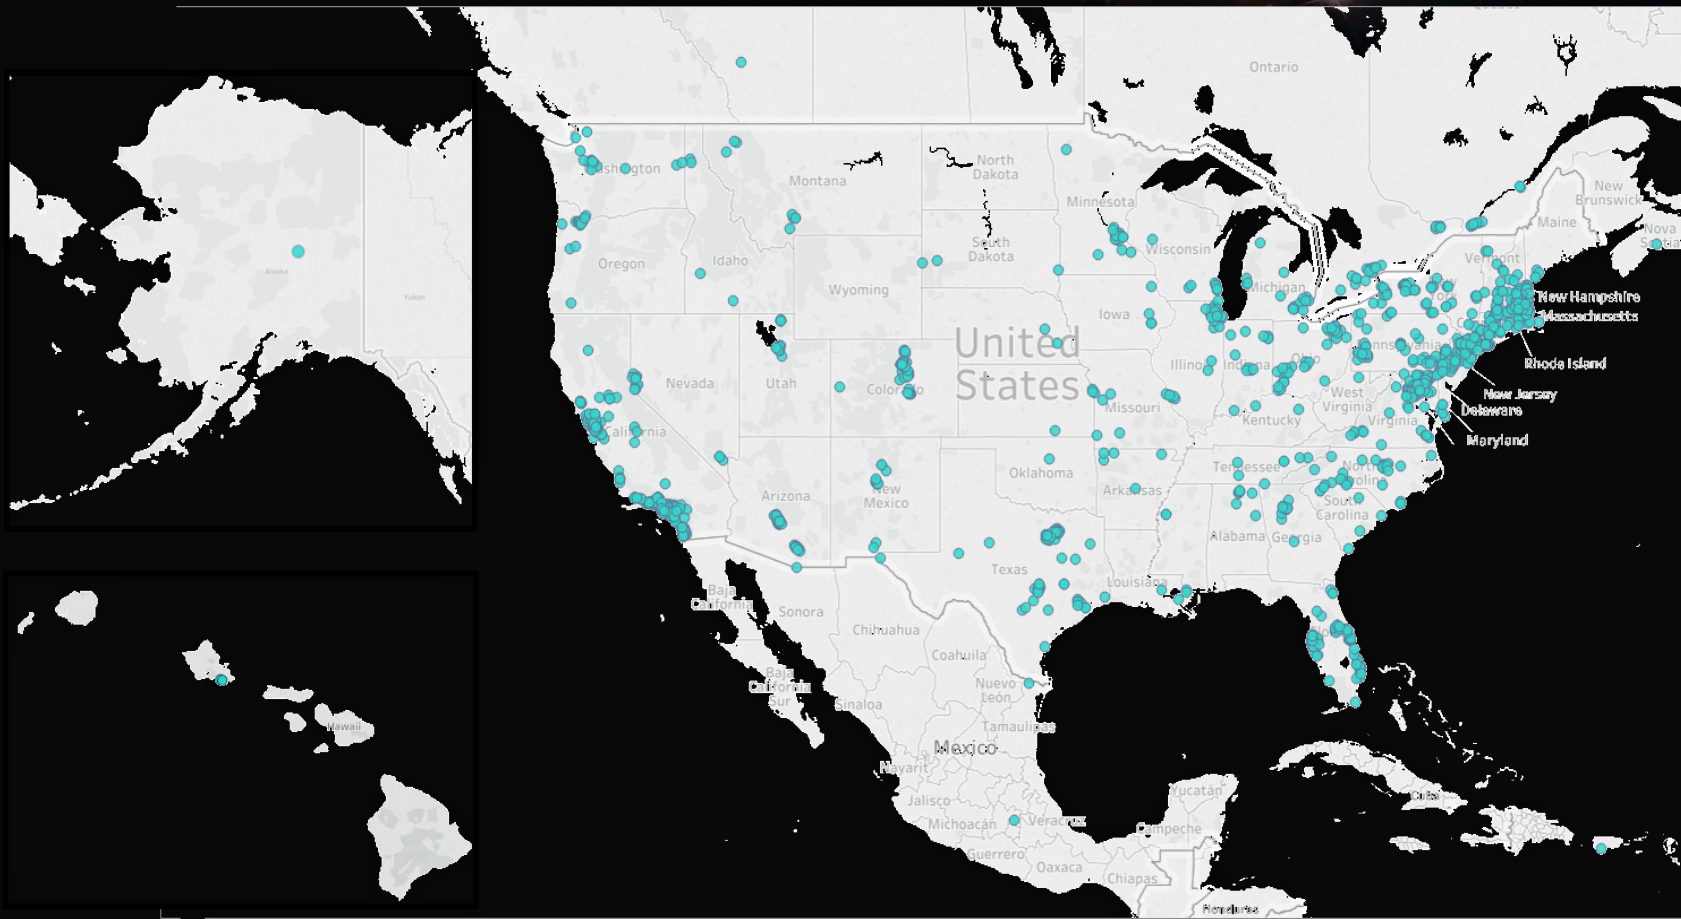 Ontario
Quebec
New
Brunswick
Maine
Nova
Scotia
Washington
Montana
North
Dakota
Minnesota
Vermont
Wisconsin
South
Dakota
Oregon
Idaho
Michigan
Alaska
Yukon
Wyoming
New Hampshire
Massachusetts
Iowa
United
States
Rhode Island
Illinois
Indiana
Ohio
Pennsylvania
Nevada
Utah
Colorado
West
Virginia
New Jersey
Delaware
Missouri
Kentucky
Virginia
California
Maryland
Oklahoma
Tennessee
North
Carolina
Arizona
New
Mexico
Arkansas
South
Carolina
Alabama
Georgia
Texas
Louisiana
Baja
California
Sonora
Chihuahua
Coahuila
Baja
California
Sur
Nuevo
León
Sinaloa
Tamaulipas
Hawaii
Mexico
Nayarit
Yucatán
Cuba
Jalisco
Michoacán
Veracruz
Campeche
Guerrero
Oaxaca
Chiapas
Honduras